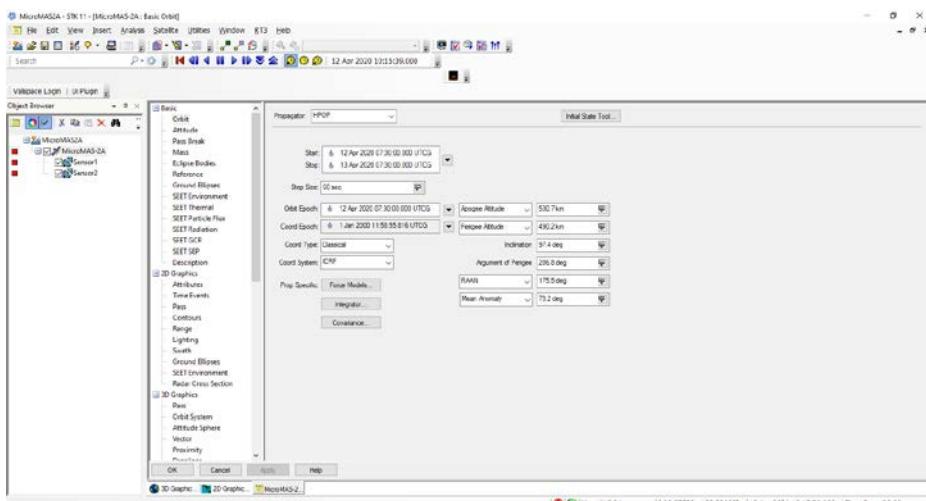 MicroMAS2A - STK 11 - [MicroMAS-2A : Basic Orbit]
File Edit View Insert Analysis Satellite Utilities Window RT3 Help
12 Apr 2020 10:15:39.000
Search
Valispace Login | UI Plugin
Object Browser
MicroMAS2A
MicroMAS-2A
Sensor1
Sensor2
Basic
Orbit
Attitude
Pass Break
Mass
Eclipse Bodies
Reference
Ground Ellipses
SEET Environment
SEET Thermal
SEET Particle Flux
SEET Radiation
SEET GCR
SEET SEP
Description
2D Graphics
Attributes
Time Events
Pass
Contours
Range
Lighting
Swath
Ground Ellipses
SEET Environment
Radar Cross Section
3D Graphics
Pass
Orbit System
Attitude Sphere
Vector
Proximity
Propagator: HPOP
Initial State Tool...
Start: 12 Apr 2020 07:30:00.000 UTCG
Stop: 13 Apr 2020 07:30:00.000 UTCG
Step Size: 60 sec
Orbit Epoch: 12 Apr 2020 07:30:00.000 UTCG
Apogee Altitude 530.7 km
Coord Epoch: 1 Jan 2000 11:58:55.816 UTCG
Perigee Altitude 490.2 km
Coord Type: Classical
Inclination 97.4 deg
Coord System: ICRF
Argument of Perigee 206.8 deg
Prop Specific: Force Models...
RAAN 175.5 deg
Integrator...
Mean Anomaly 73.2 deg
Covariance...
OK Cancel Apply Help
3D Graphic... 2D Graphic... MicroMAS-2...